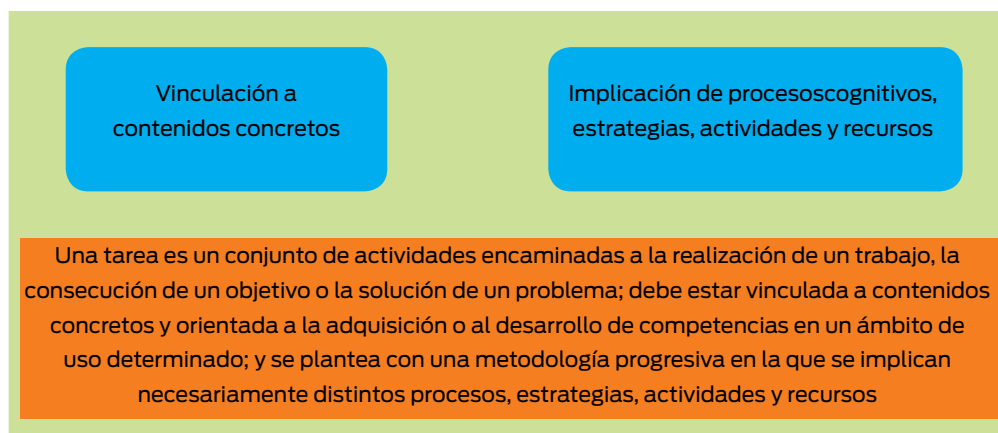 Vinculación a
contenidos concretos
Implicación de procesoscognitivos,
estrategias, actividades y recursos
Una tarea es un conjunto de actividades encaminadas a la realización de un trabajo, la
consecución de un objetivo o la solución de un problema; debe estar vinculada a contenidos
concretos y orientada a la adquisición o al desarrollo de competencias en un ámbito de
uso determinado; y se plantea con una metodología progresiva en la que se implican
necesariamente distintos procesos, estrategias, actividades y recursos